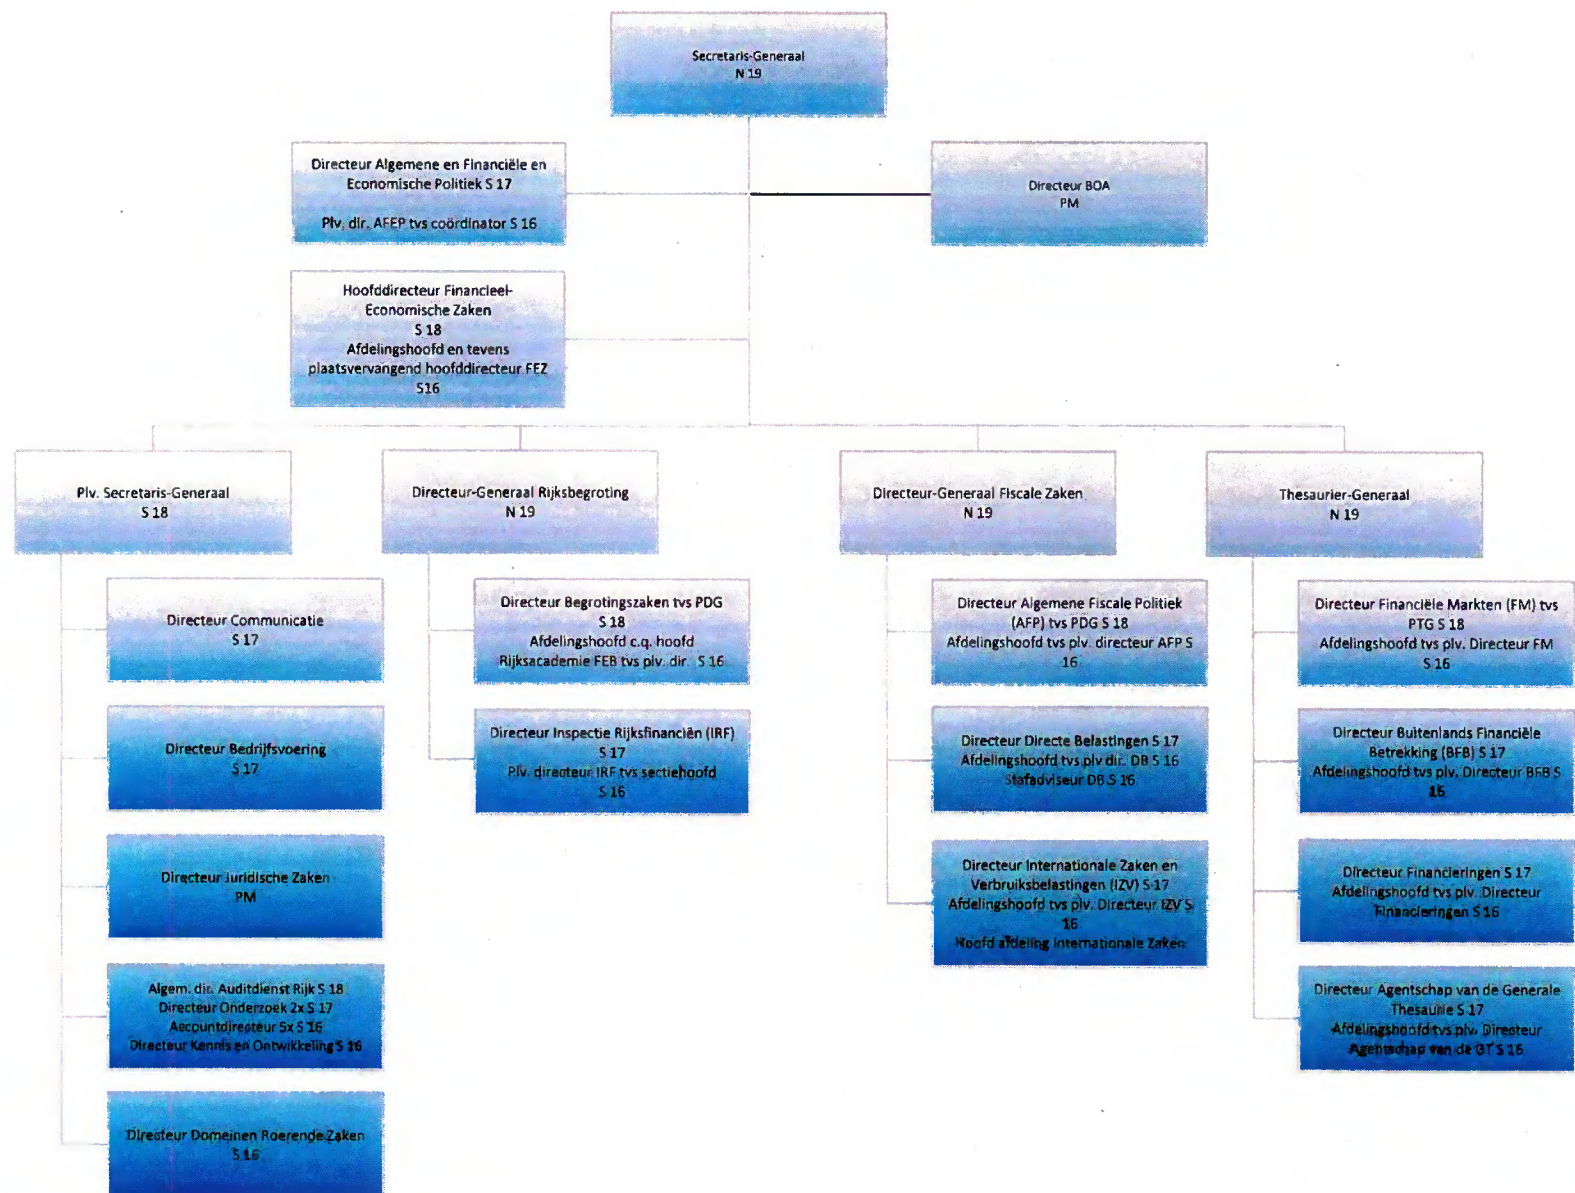 Secretaris-Generaal
N 19
Directeur Algemene en Financiële en
Economische Politiek S 17
Plv. dir. AFEP tvs coördinator S 16
Directeur BOA
PM
Hoofddirecteur Financieel-
Economische Zaken
S 18
Afdelingshoofd en tevens
plaatsvervangend hoofddirecteur FEZ
S16
Plv. Secretaris-Generaal
S 18
Directeur Communicatie
S 17
Directeur Bedrijfsvoering
S 17
Directeur Juridische Zaken
PM
Algem. dir. Auditdienst Rijk S 18
Directeur Onderzoek 2x S 17
Accountdirecteur 5x S 16
Directeur Kennis en Ontwikkeling S 16
Directeur Domeinen Roerende Zaken
S 16
Directeur-Generaal Rijksbegroting
N 19
Directeur Begrotingszaken tvs PDG
S 18
Afdelingshoofd c.q. hoofd
Rijksacademie FEB tvs plv. dir. S 16
Directeur Inspectie Rijksfinanciën (IRF)
S 17
Plv. directeur IRF tvs sectiehoofd
S 16
Directeur-Generaal Fiscale Zaken
N 19
Directeur Algemene Fiscale Politiek
(AFP) tvs PDG S 18
Afdelingshoofd tvs plv. directeur AFP S
16
Directeur Directe Belastingen S 17
Afdelingshoofd tvs plv dir. DB S 16
Stafadviseur DB S 16
Directeur Internationale Zaken en
Verbruiksbelastingen (IZV) S 17
Afdelingshoofd tvs plv. Directeur IZV S
16
Hoofd afdeling Internationale Zaken
Thesaurier-Generaal
N 19
Directeur Financiële Markten (FM) tvs
PTG S 18
Afdelingshoofd tvs plv. Directeur FM
S 16
Directeur Buitenlands Financiële
Betrekking (BFB) S 17
Afdelingshoofd tvs plv. Directeur BFB S
16
Directeur Financieringen S 17
Afdelingshoofd tvs plv. Directeur
Financieringen S 16
Directeur Agentschap van de Generale
Thesaurie S 17
Afdelingshoofd tvs plv. Directeur
Agentschap van de GT S 16